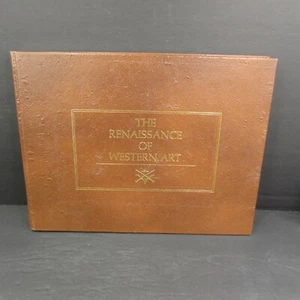 THE
RENAISSANCE
OF
WESTERN ART